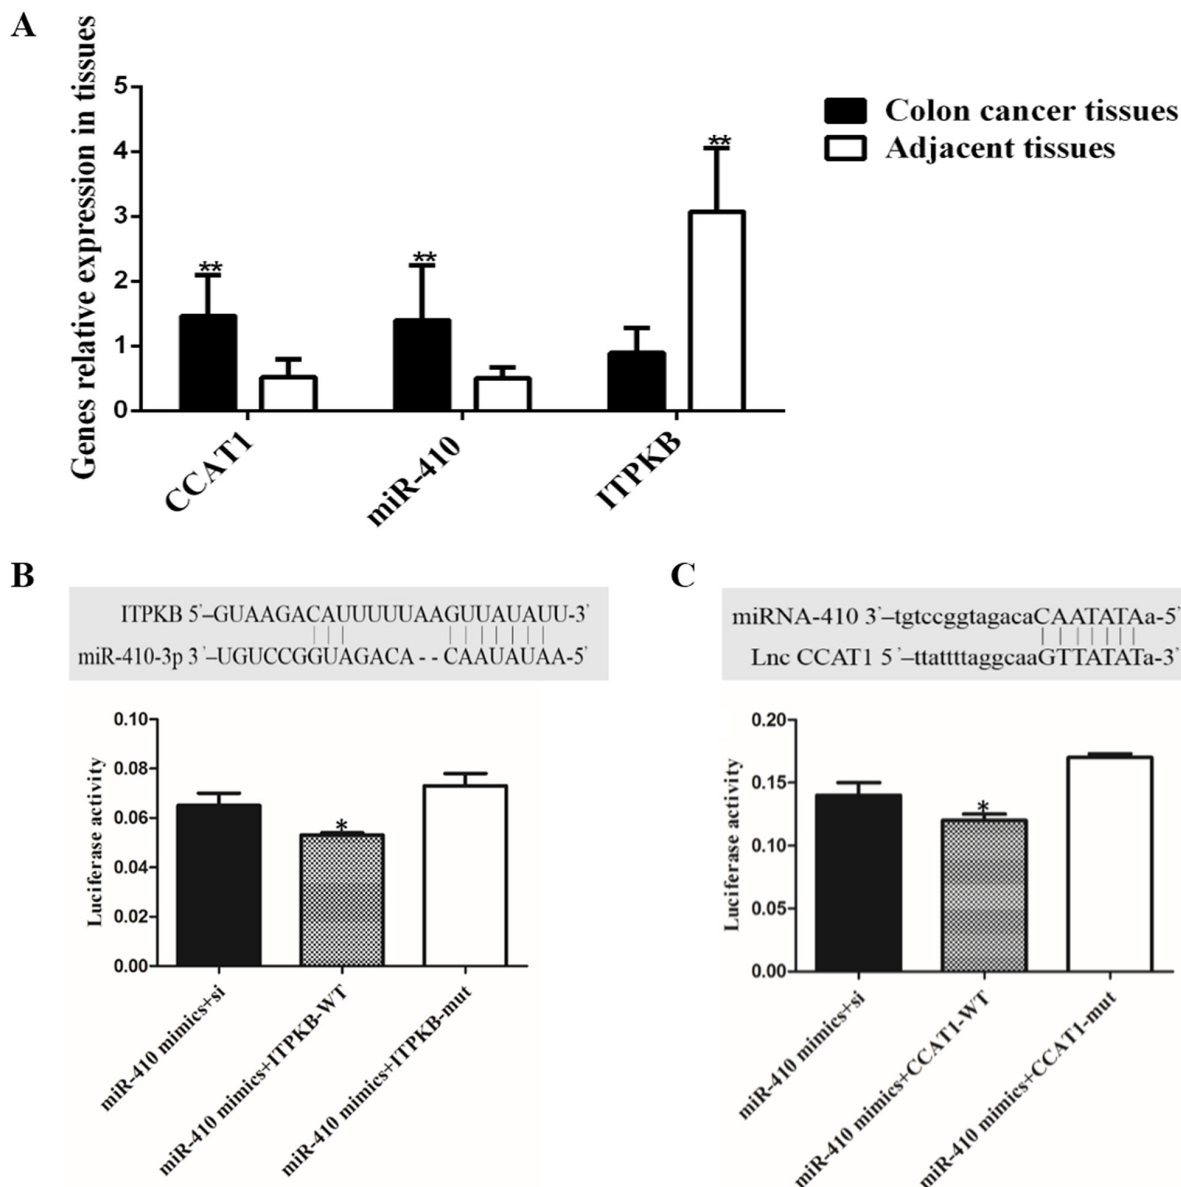 A
Genes relative expression in tissues
5
4
3
2
1
0
**
**
**
Colon cancer tissues
Adjacent tissues
CCAT1
miR-410
ITPKB
B
ITPKB 5’–GUAAGACAUUUUUAAGUUAUAUU-3’
miR-410-3p 3’–UGUCCGGUAGACA - - CAAUAUAA-5’
Luciferase activity
0.10
0.08
0.06
0.04
0.02
0.00
*
miR-410 mimics+si
miR-410 mimics+ITPKB-WT
miR-410 mimics+ITPKB-mut
C
miRNA-410 3’–tgtccggtagacaCAATATAa-5’
Lnc CCAT1 5’–ttattttaggcaaGTTATATa-3’
Luciferase activity
0.20
0.15
0.10
0.05
0.00
*
miR-410 mimics+si
miR-410 mimics+CCAT1-WT
miR-410 mimics+CCAT1-mut